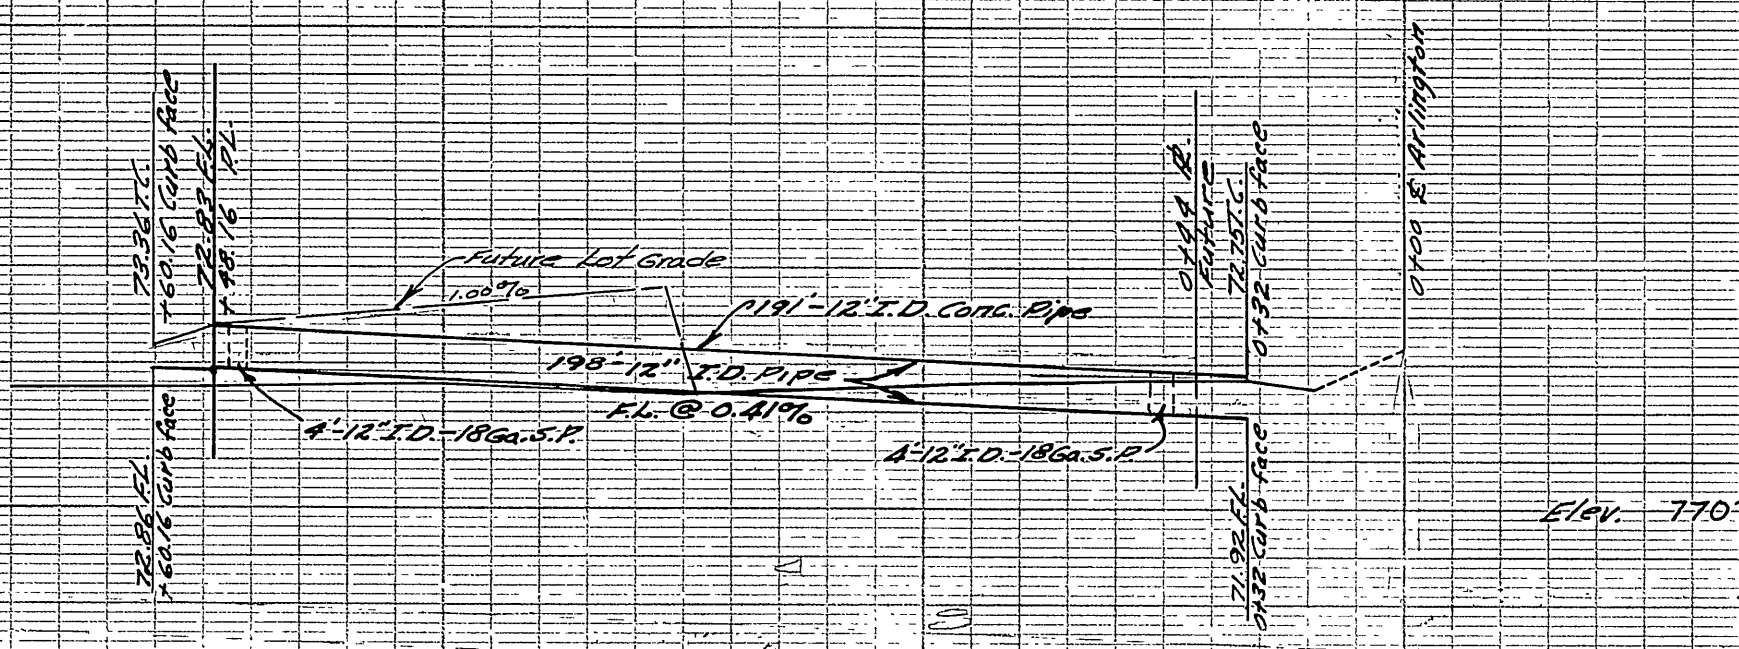 73.36 T.C.
+60.16 Curb face
72.83 F.L.
+48.16 P.L.
Future Lot Grade
1.00%
191'-12" I.D. Conc. Pipe
198'-12" I.D. Pipe
F.L. @ 0.41%
4'-12" I.D.-18Ga. S.P.
4'-12" I.D.-18Ga. S.P.
0+44
Future
72.75 T.C.
0+32 Curb face
0+00 ℄ Arlington
72.86 F.L.
+60.16 Curb face
71.92 F.L.
0+32 Curb face
Elev. 770